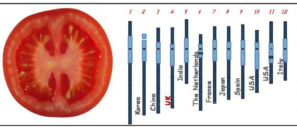 1 2 3 4 5 6 7 8 9 10 11 12
Korea
China
UK
India
The Netherlands
France
Japan
Spain
USA
USA
Italy